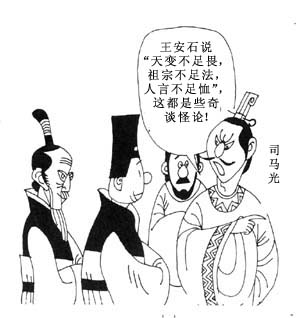 王安石说
“天变不足畏，
祖宗不足法，
人言不足恤”，
这都是些奇
谈怪论！
司马光